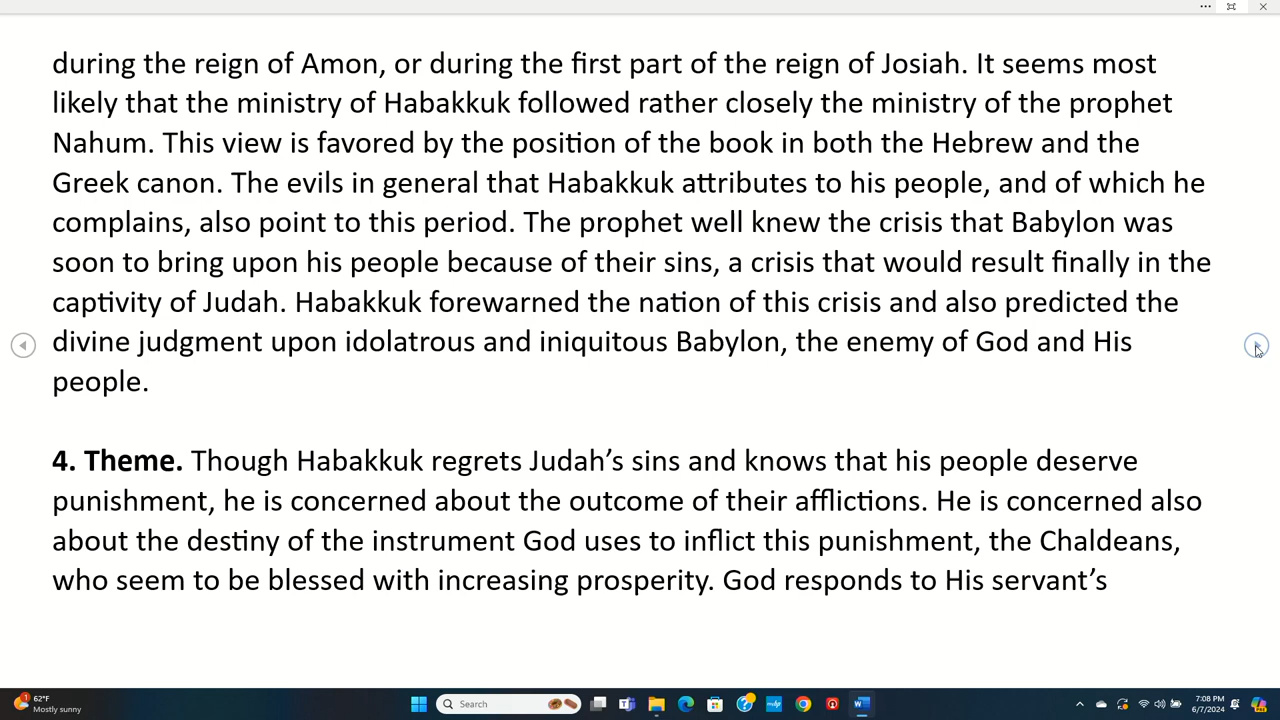 during the reign of Amon, or during the first part of the reign of Josiah. It seems most
likely that the ministry of Habakkuk followed rather closely the ministry of the prophet
Nahum. This view is favored by the position of the book in both the Hebrew and the
Greek canon. The evils in general that Habakkuk attributes to his people, and of which he
complains, also point to this period. The prophet well knew the crisis that Babylon was
soon to bring upon his people because of their sins, a crisis that would result finally in the
captivity of Judah. Habakkuk forewarned the nation of this crisis and also predicted the
divine judgment upon idolatrous and iniquitous Babylon, the enemy of God and His
people.
4. Theme. Though Habakkuk regrets Judah’s sins and knows that his people deserve
punishment, he is concerned about the outcome of their afflictions. He is concerned also
about the destiny of the instrument God uses to inflict this punishment, the Chaldeans,
who seem to be blessed with increasing prosperity. God responds to His servant’s
1
62°F
Mostly sunny
Search
7:08 PM
6/7/2024